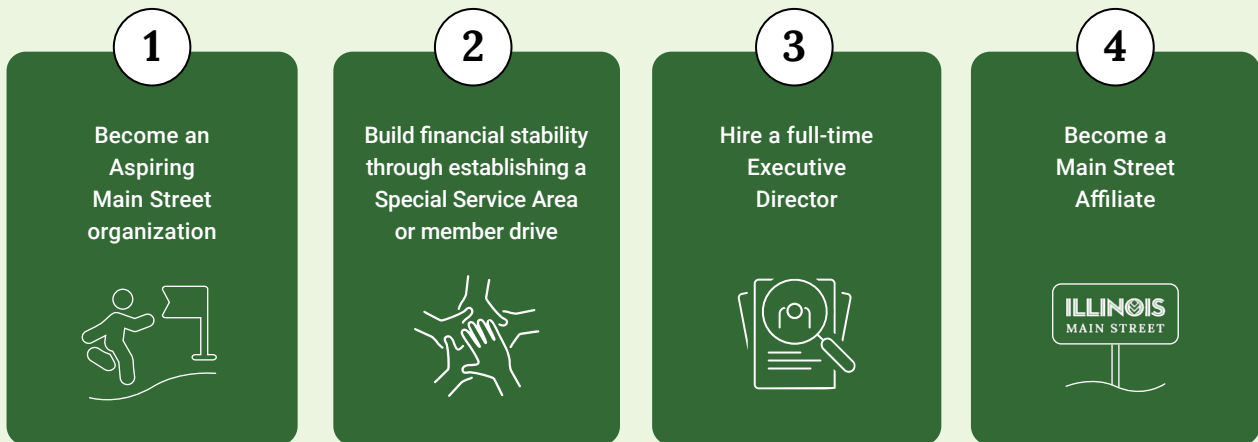 1
Become an
Aspiring
Main Street
organization
2
Build financial stability
through establishing a
Special Service Area
or member drive
3
Hire a full-time
Executive
Director
4
Become a
Main Street
Affiliate
ILLINOIS
MAIN STREET